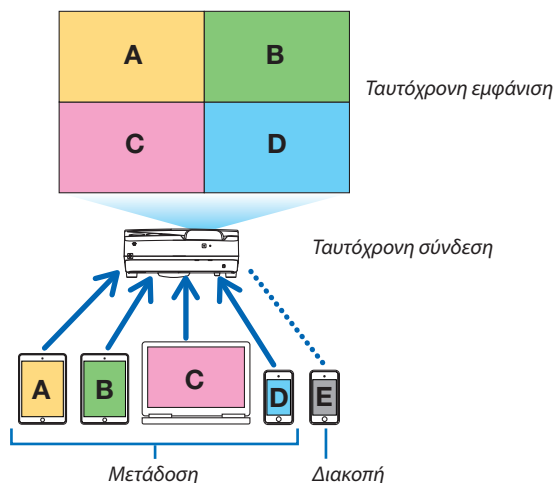 A B
Ταυτόχρονη εμφάνιση
C D
Ταυτόχρονη σύνδεση
A B C D E
Μετάδοση Διακοπή